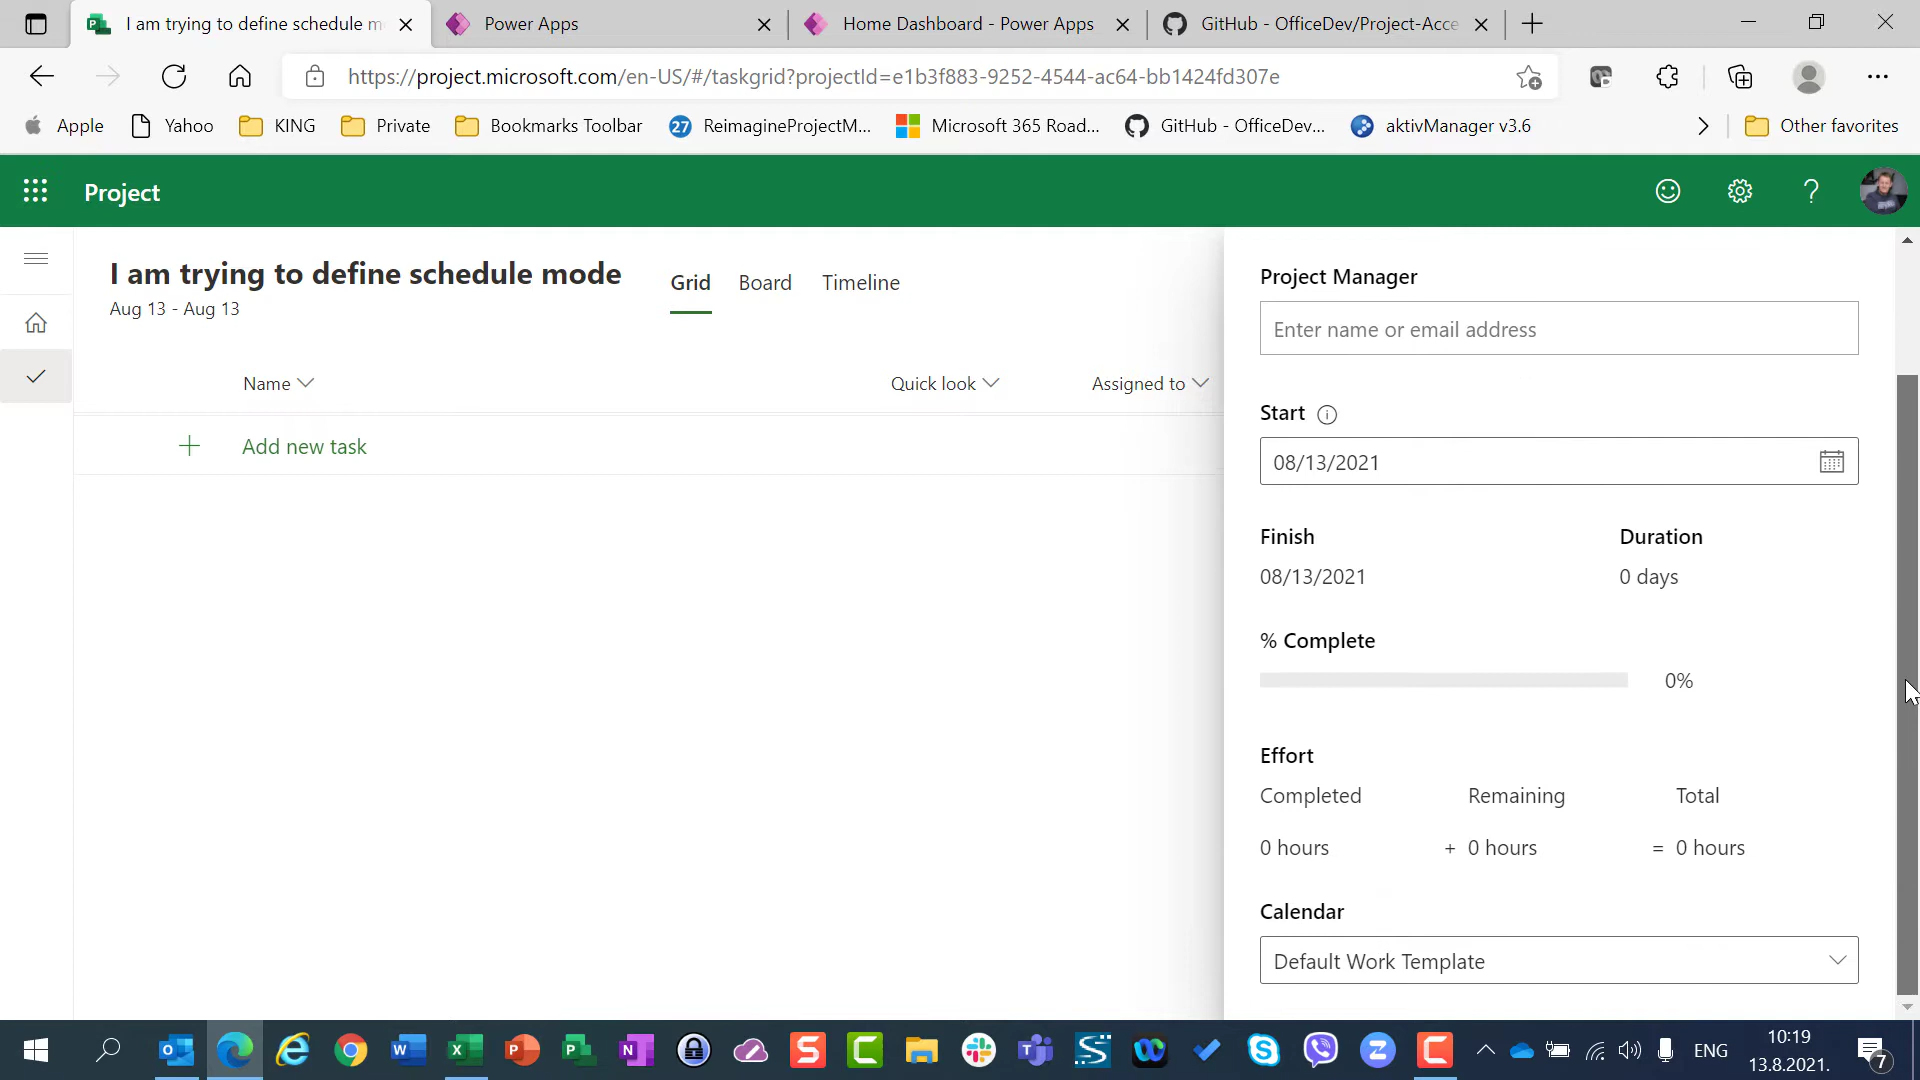 I am trying to define schedule m
Power Apps
Home Dashboard - Power Apps
GitHub - OfficeDev/Project-Acce
https://project.microsoft.com/en-US/#/taskgrid?projectId=e1b3f883-9252-4544-ac64-bb1424fd307e
Apple
Yahoo
KING
Private
Bookmarks Toolbar
27
ReimagineProjectM...
Microsoft 365 Road...
GitHub - OfficeDev...
aktivManager v3.6
Other favorites
Project
I am trying to define schedule mode
Aug 13 - Aug 13
Grid
Board
Timeline
Name
Quick look
Assigned to
Add new task
Project Manager
Enter name or email address
Start
08/13/2021
Finish
Duration
08/13/2021
0 days
% Complete
0%
Effort
Completed
Remaining
Total
0 hours
+ 0 hours
= 0 hours
Calendar
Default Work Template
ENG
10:19
13.8.2021.
7